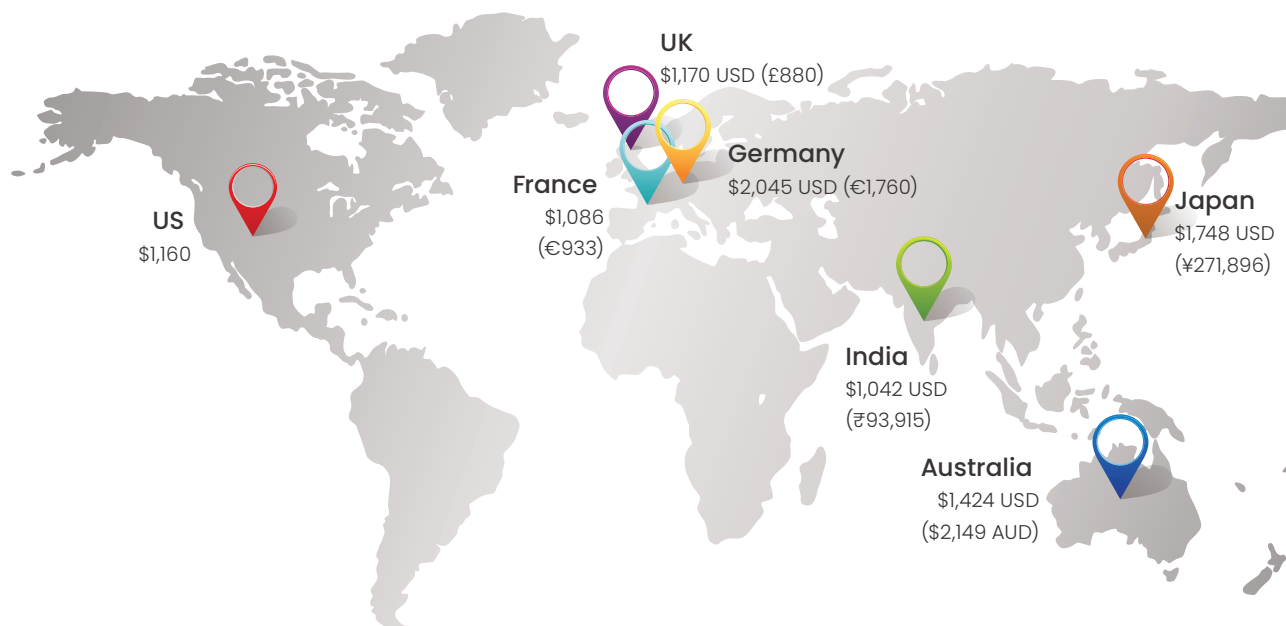 UK
$1,170 USD (£880)
Germany
$2,045 USD (€1,760)
France
$1,086
(€933)
US
$1,160
Japan
$1,748 USD
(¥271,896)
India
$1,042 USD
(₹93,915)
Australia
$1,424 USD
($2,149 AUD)